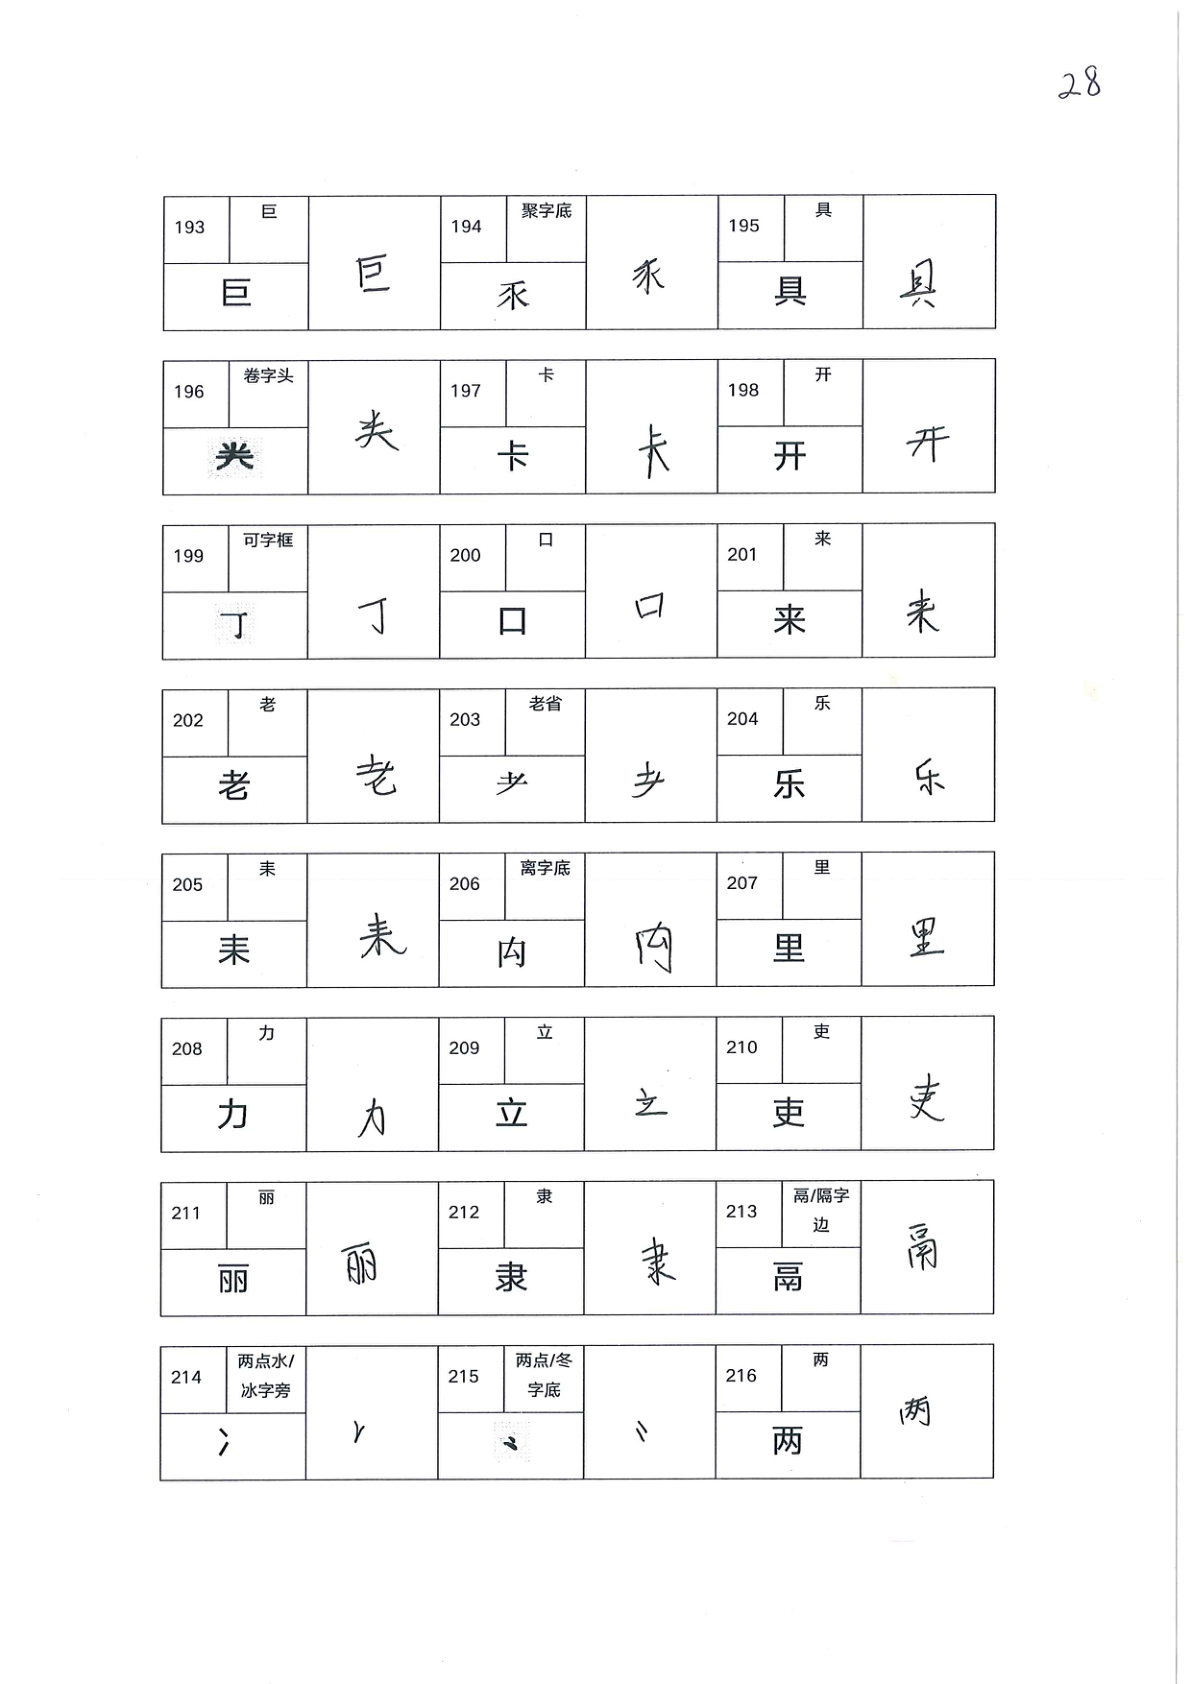 28
193 巨 巨 巨 194 聚字底 乑 乑 195 具 具 具
196 卷字头 龹 龹 197 卡 卡 卡 198 开 开 开
199 可字框 丁 丁 200 口 口 口 201 来 来 来
202 老 老 老 203 老省 耂 耂 204 乐 乐 乐
205 耒 耒 耒 206 离字底 禸 禸 207 里 里 里
208 力 力 力 209 立 立 立 210 吏 吏 吏
211 丽 丽 丽 212 隶 隶 隶 213 鬲/隔字边 鬲 鬲
214 两点水/冰字旁 冫 冫 215 两点/冬字底 ⺀ ⺀ 216 两 两 两